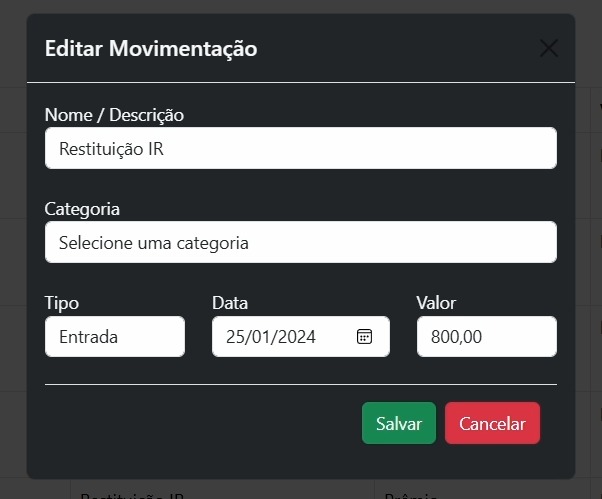 Editar Movimentação
Nome / Descrição
Restituição IR
Categoria
Selecione uma categoria
Tipo
Data
Valor
Entrada
25/01/2024
800,00
Salvar
Cancelar
Restituição IR
Prêmio